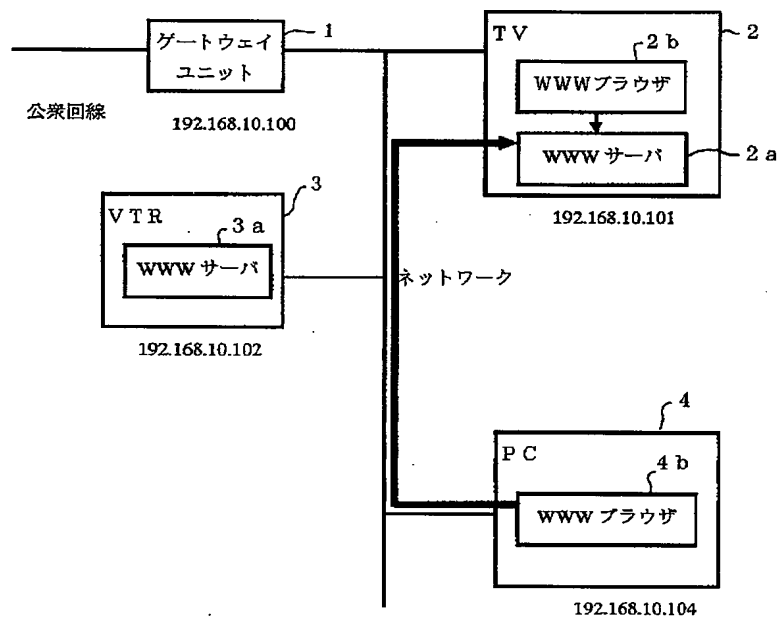 ゲートウェイ
ユニット
1
公衆回線
192.168.10.100
TV
2
2b
WWWブラウザ
WWWサーバ
2a
192.168.10.101
VTR
3
3a
WWWサーバ
192.168.10.102
ネットワーク
PC
4
4b
WWWブラウザ
192.168.10.104